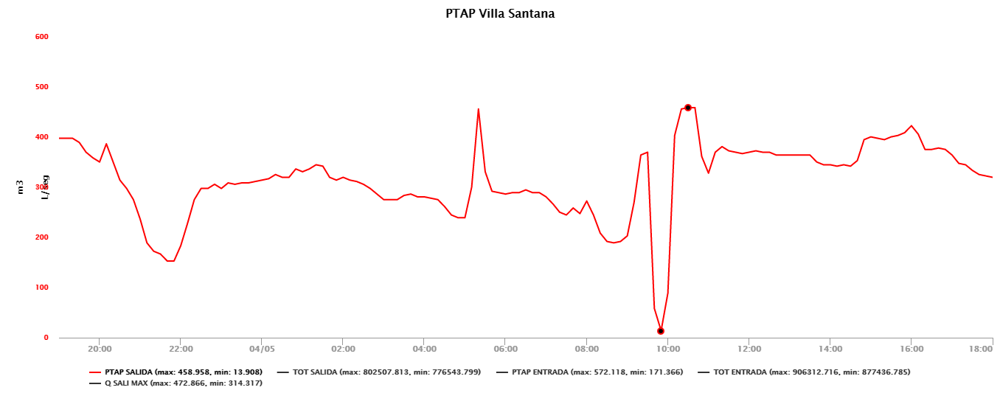 PTAP Villa Santana
600
500
400
300
200
100
0
m3
L/seg
20:00 22:00 04/05 02:00 04:00 06:00 08:00 10:00 12:00 14:00 16:00 18:00
PTAP SALIDA (max: 458.958, min: 13.908) TOT SALIDA (max: 802507.813, min: 776543.799) PTAP ENTRADA (max: 572.118, min: 171.366) TOT ENTRADA (max: 906312.716, min: 877436.785)
Q SALI MAX (max: 472.866, min: 314.317)